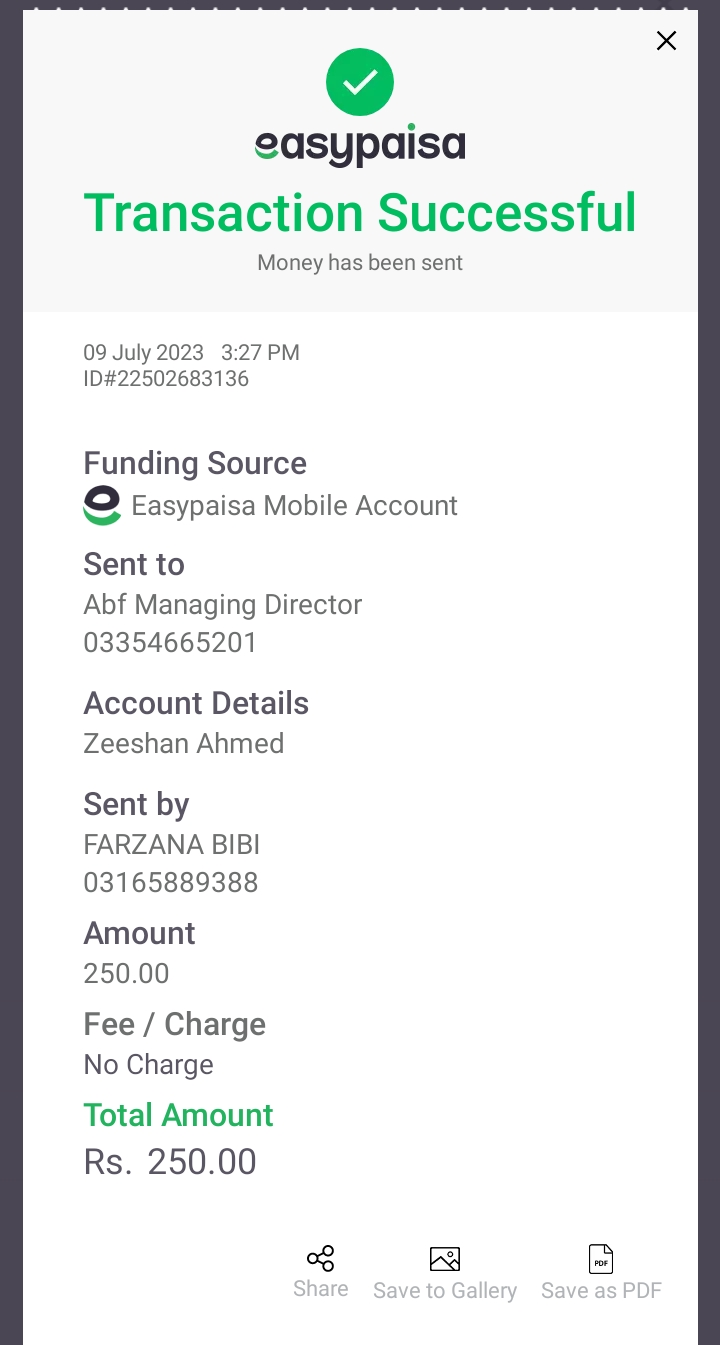 easypaisa
Transaction Successful
Money has been sent
09 July 2023 3:27 PM
ID#22502683136
Funding Source
Easypaisa Mobile Account
Sent to
Abf Managing Director
03354665201
Account Details
Zeeshan Ahmed
Sent by
FARZANA BIBI
03165889388
Amount
250.00
Fee / Charge
No Charge
Total Amount
Rs. 250.00
PDF
Share Save to Gallery Save as PDF